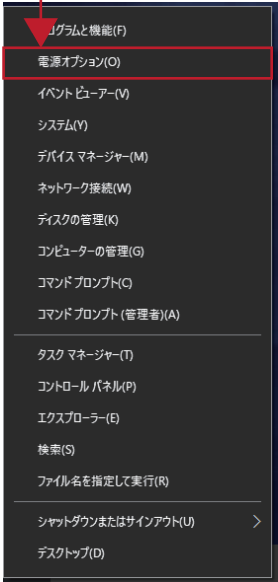 ログラムと機能(F)
電源オプション(O)
イベント ビューアー(V)
システム(Y)
デバイス マネージャー(M)
ネットワーク接続(W)
ディスクの管理(K)
コンピューターの管理(G)
コマンド プロンプト(C)
コマンド プロンプト (管理者)(A)
タスク マネージャー(T)
コントロール パネル(P)
エクスプローラー(E)
検索(S)
ファイル名を指定して実行(R)
シャットダウンまたはサインアウト(U)
デスクトップ(D)